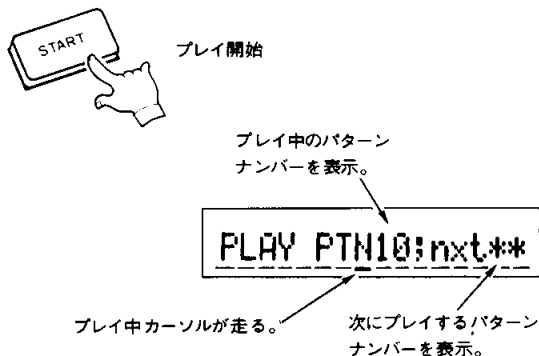 START
プレイ開始
プレイ中のパターン
ナンバーを表示。
PLAY PTN10;nxt**
プレイ中カーソルが走る。
次にプレイするパターン
ナンバーを表示。